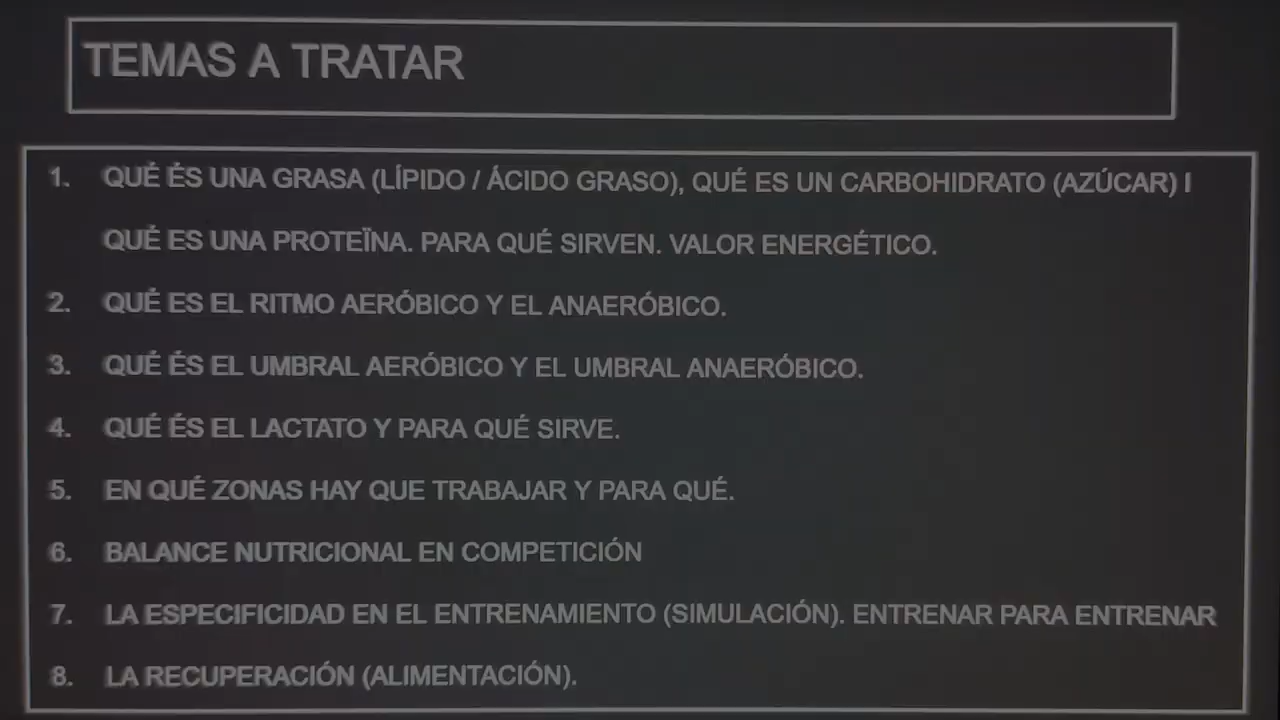 TEMAS A TRATAR
1. QUÉ ÉS UNA GRASA (LÍPIDO / ÁCIDO GRASO), QUÉ ES UN CARBOHIDRATO (AZÚCAR) I
QUÉ ES UNA PROTEÏNA. PARA QUÉ SIRVEN. VALOR ENERGÉTICO.
2. QUÉ ES EL RITMO AERÓBICO Y EL ANAERÓBICO.
3. QUÉ ÉS EL UMBRAL AERÓBICO Y EL UMBRAL ANAERÓBICO.
4. QUÉ ÉS EL LACTATO Y PARA QUÉ SIRVE.
5. EN QUÉ ZONAS HAY QUE TRABAJAR Y PARA QUÉ.
6. BALANCE NUTRICIONAL EN COMPETICIÓN
7. LA ESPECIFICIDAD EN EL ENTRENAMIENTO (SIMULACIÓN). ENTRENAR PARA ENTRENAR
8. LA RECUPERACIÓN (ALIMENTACIÓN).